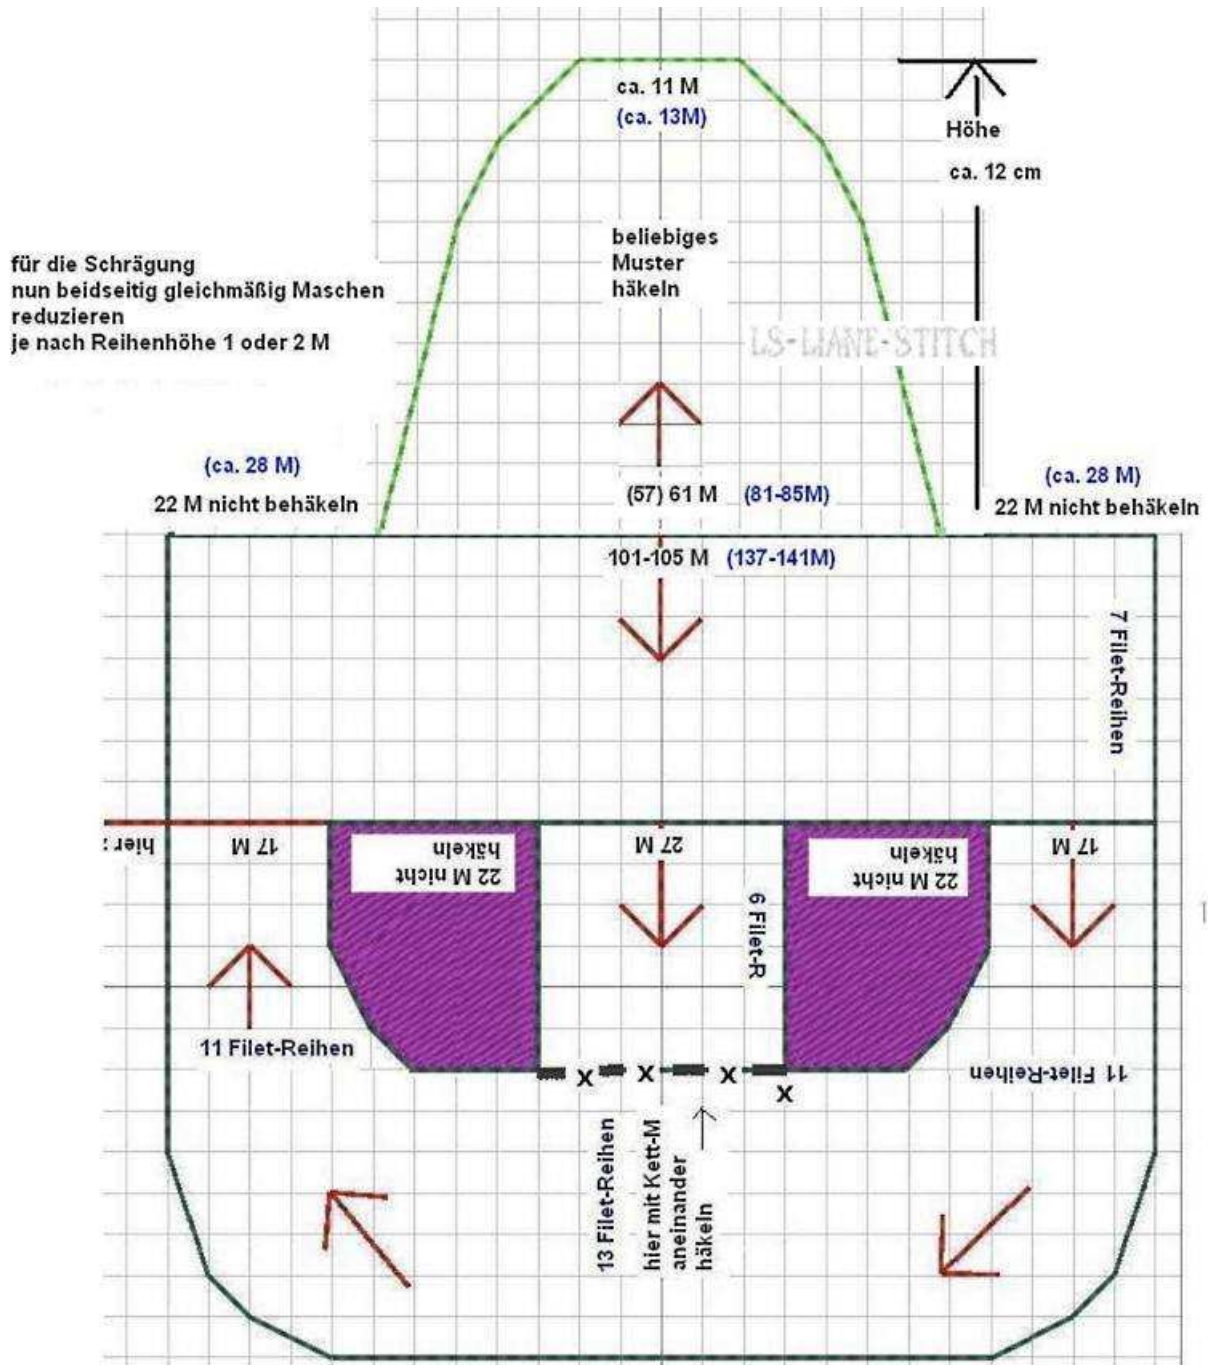 ca. 11 M
(ca. 13M)
Höhe
ca. 12 cm
beliebiges
Muster
häkeln
für die Schrägung
nun beidseitig gleichmäßig Maschen
reduzieren
je nach Reihenhöhe 1 oder 2 M
LS-LIANE-STITCH
(ca. 28 M)
22 M nicht behäkeln
(57) 61 M (81-85M)
(ca. 28 M)
22 M nicht behäkeln
101-105 M (137-141M)
7 Filet-Reihen
hier
17 M
22 M nicht
häkeln
27 M
22 M nicht
häkeln
17 M
6 Filet-R
11 Filet-Reihen
x x x
x
11 Filet-Reihen
13 Filet-Reihen
hier mit Kett-M
aneinander
häkeln